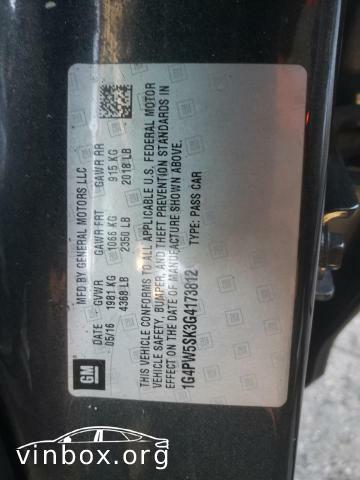 MFD BY GENERAL MOTORS LLC
DATE GVWR GAWR FRT GAWR RR
05/16 1981 KG 1066 KG 915 KG
4368 LB 2350 LB 2018 LB
THIS VEHICLE CONFORMS TO ALL APPLICABLE U.S. FEDERAL MOTOR
VEHICLE SAFETY, BUMPER, AND THEFT PREVENTION STANDARDS IN
EFFECT ON THE DATE OF MANUFACTURE SHOWN ABOVE.
1G4PW5SK3G4173812 TYPE: PASS CAR
GM
vinbox.org